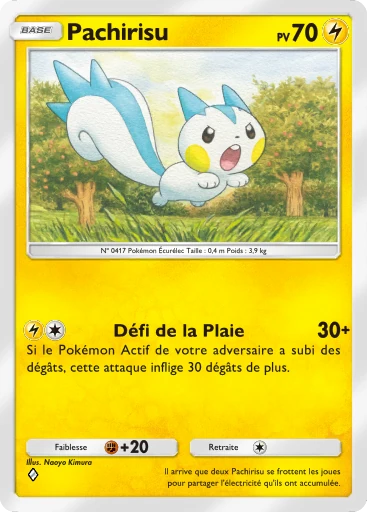 BASE Pachirisu PV 70
N° 0417 Pokémon Écurélec Taille : 0,4 m Poids : 3,9 kg
Défi de la Plaie 30+
Si le Pokémon Actif de votre adversaire a subi des
dégâts, cette attaque inflige 30 dégâts de plus.
Faiblesse +20 Retraite
Illus. Naoyo Kimura
Il arrive que deux Pachirisu se frottent les joues
pour partager l'électricité qu'ils ont accumulée.